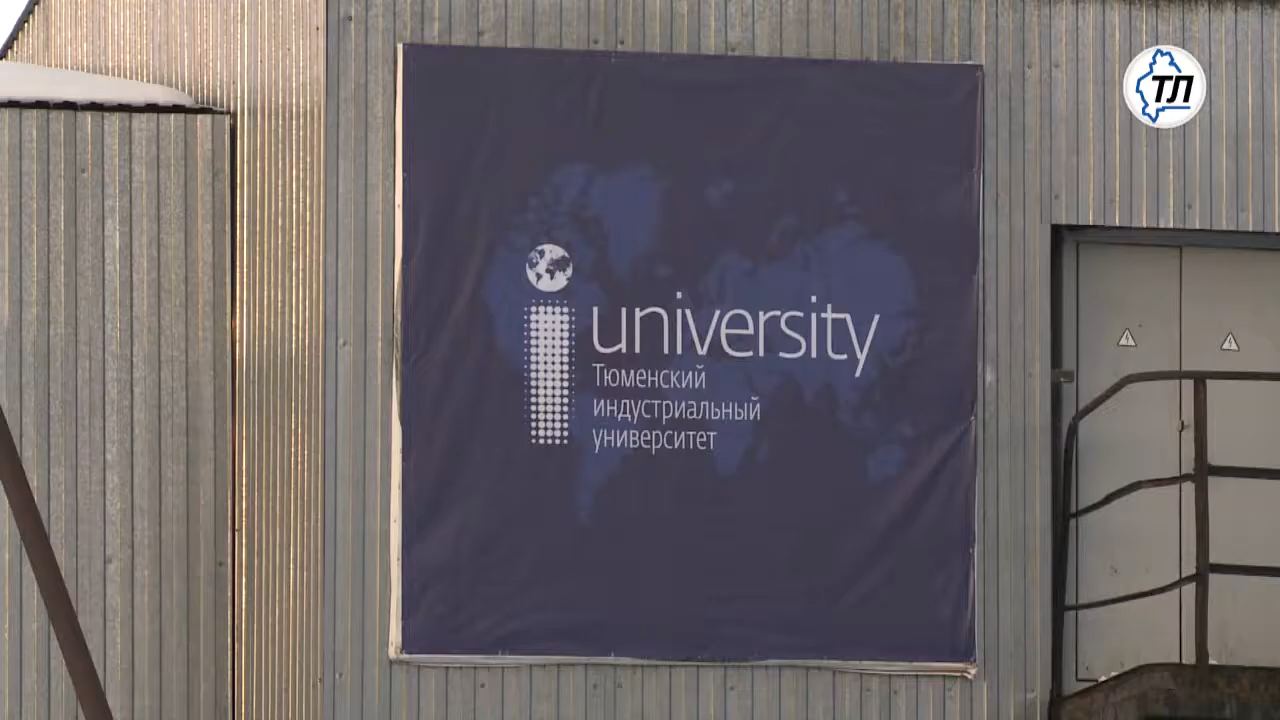 ТЛ
university
Тюменский
индустриальный
университет